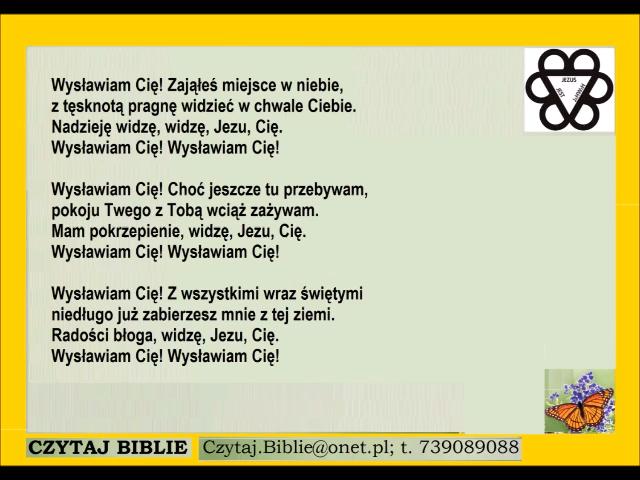 Wysławiam Cię! Zająłeś miejsce w niebie,
z tęsknotą pragnę widzieć w chwale Ciebie.
Nadzieję widzę, widzę, Jezu, Cię.
Wysławiam Cię! Wysławiam Cię!
Wysławiam Cię! Choć jeszcze tu przebywam,
pokoju Twego z Tobą wciąż zażywam.
Mam pokrzepienie, widzę, Jezu, Cię.
Wysławiam Cię! Wysławiam Cię!
Wysławiam Cię! Z wszystkimi wraz świętymi
niedługo już zabierzesz mnie z tej ziemi.
Radości błoga, widzę, Jezu, Cię.
Wysławiam Cię! Wysławiam Cię!
JEZUS
JEST
CZYTAJ BIBLIE Czytaj.Biblie@onet.pl; t. 739089088